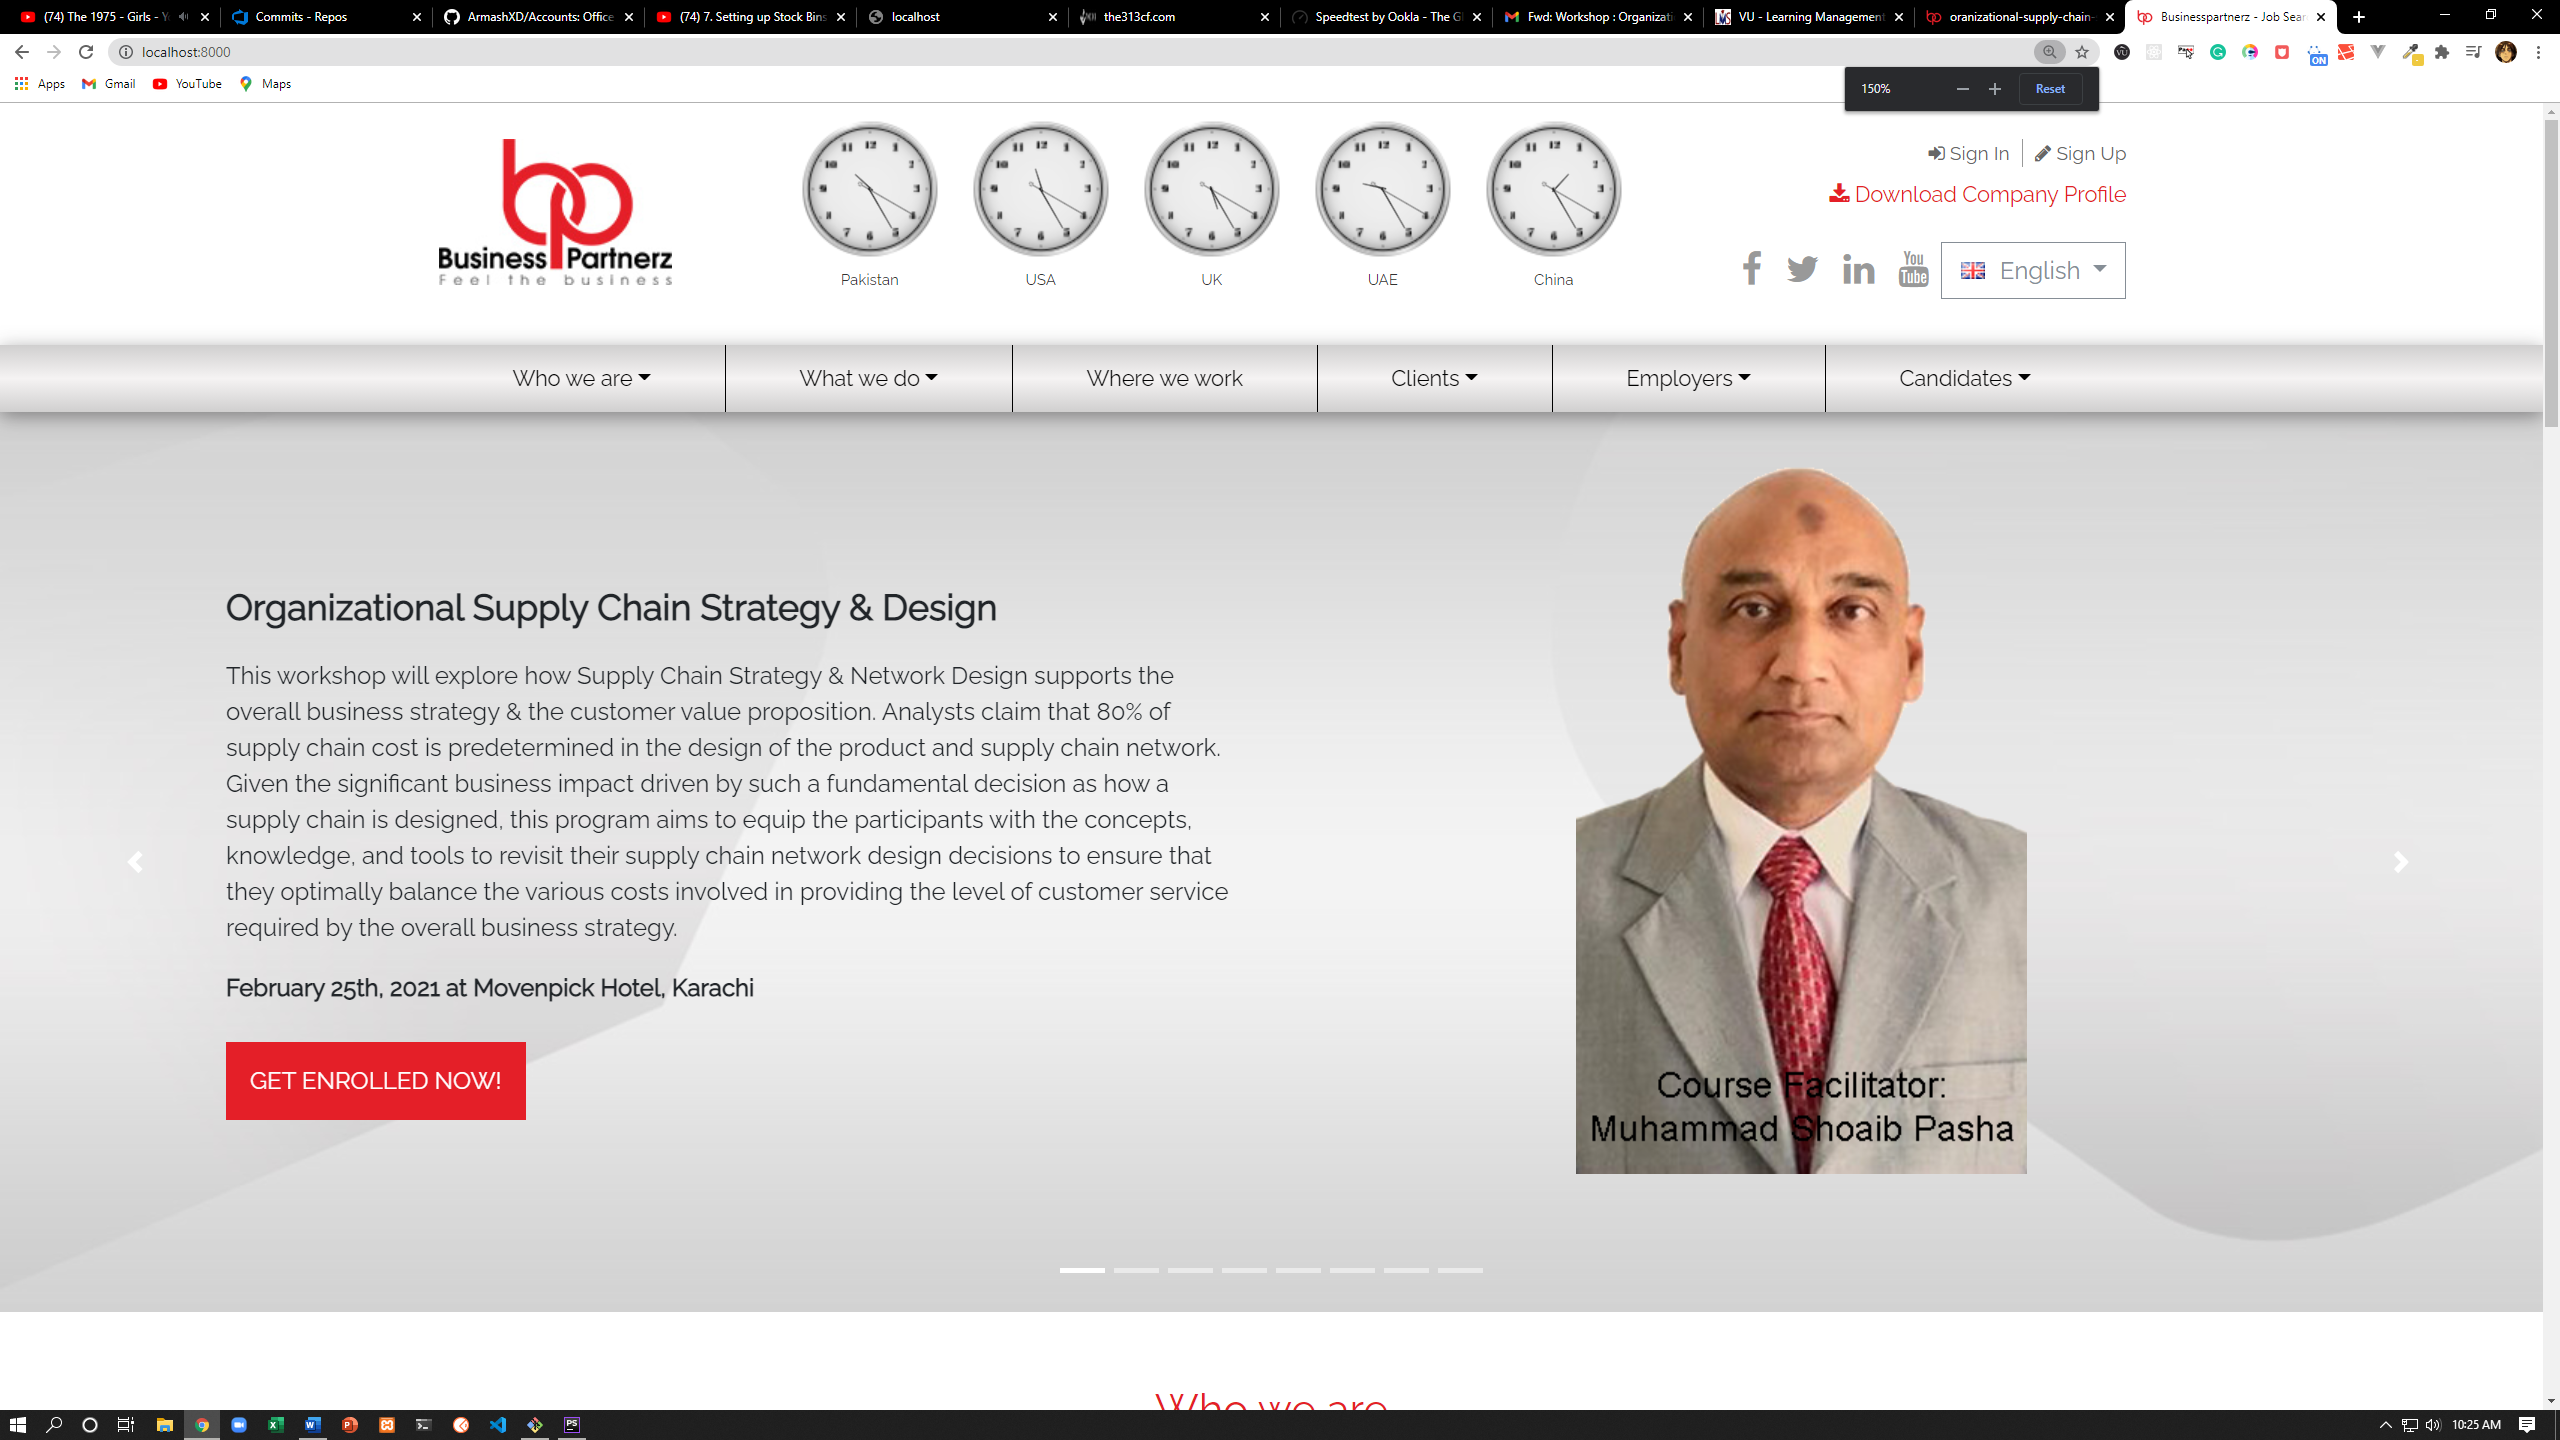 (74) The 1975 - Girls - Y
Commits - Repos
ArmashXD/Accounts: Office
(74) 7. Setting up Stock Bins
localhost
the313cf.com
Speedtest by Ookla - The Gl
Fwd: Workshop : Organizati
VU - Learning Management
oranizational-supply-chain-
Businesspartnerz - Job Sear
localhost:8000
ON
Apps
Gmail
YouTube
Maps
150%
Reset
bp
Business Partnerz
Feel the business
Pakistan
USA
UK
UAE
China
Sign In
Sign Up
Download Company Profile
You
Tube
English
Who we are
What we do
Where we work
Clients
Employers
Candidates
Organizational Supply Chain Strategy & Design
This workshop will explore how Supply Chain Strategy & Network Design supports the
overall business strategy & the customer value proposition. Analysts claim that 80% of
supply chain cost is predetermined in the design of the product and supply chain network.
Given the significant business impact driven by such a fundamental decision as how a
supply chain is designed, this program aims to equip the participants with the concepts,
knowledge, and tools to revisit their supply chain network design decisions to ensure that
they optimally balance the various costs involved in providing the level of customer service
required by the overall business strategy.
February 25th, 2021 at Movenpick Hotel, Karachi
GET ENROLLED NOW!
Course Facilitator:
Muhammad Shoaib Pasha
Who we are
10:25 AM